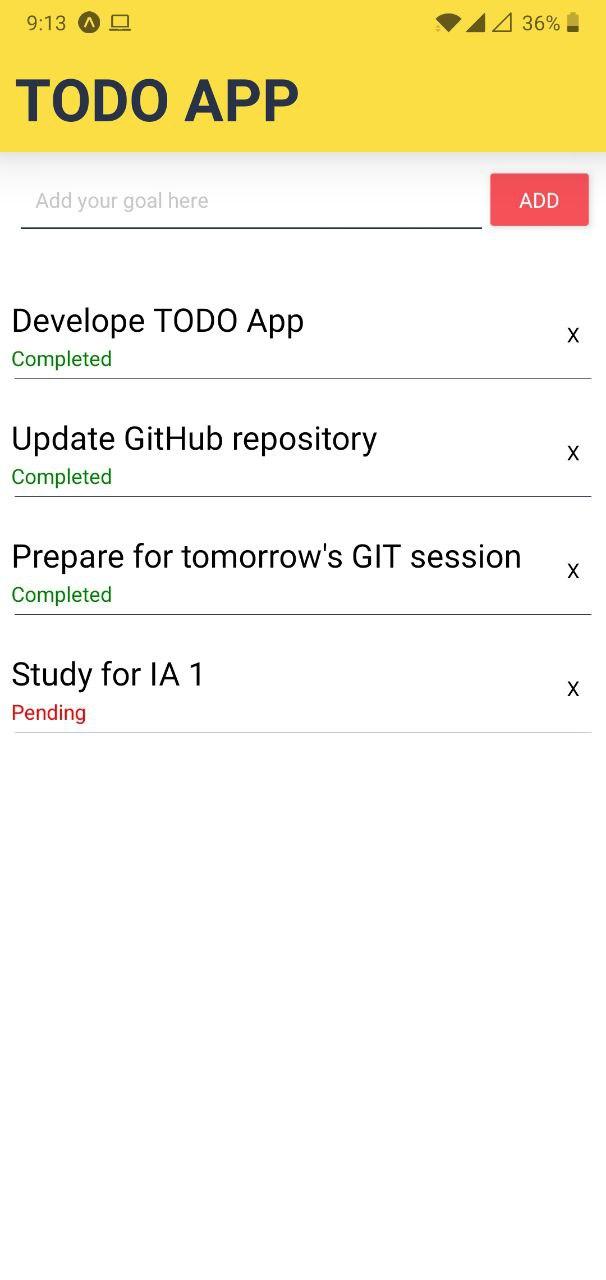 9:13 36%
TODO APP
Add your goal here ADD
Develope TODO App
X
Completed
Update GitHub repository
X
Completed
Prepare for tomorrow's GIT session
X
Completed
Study for IA 1
X
Pending